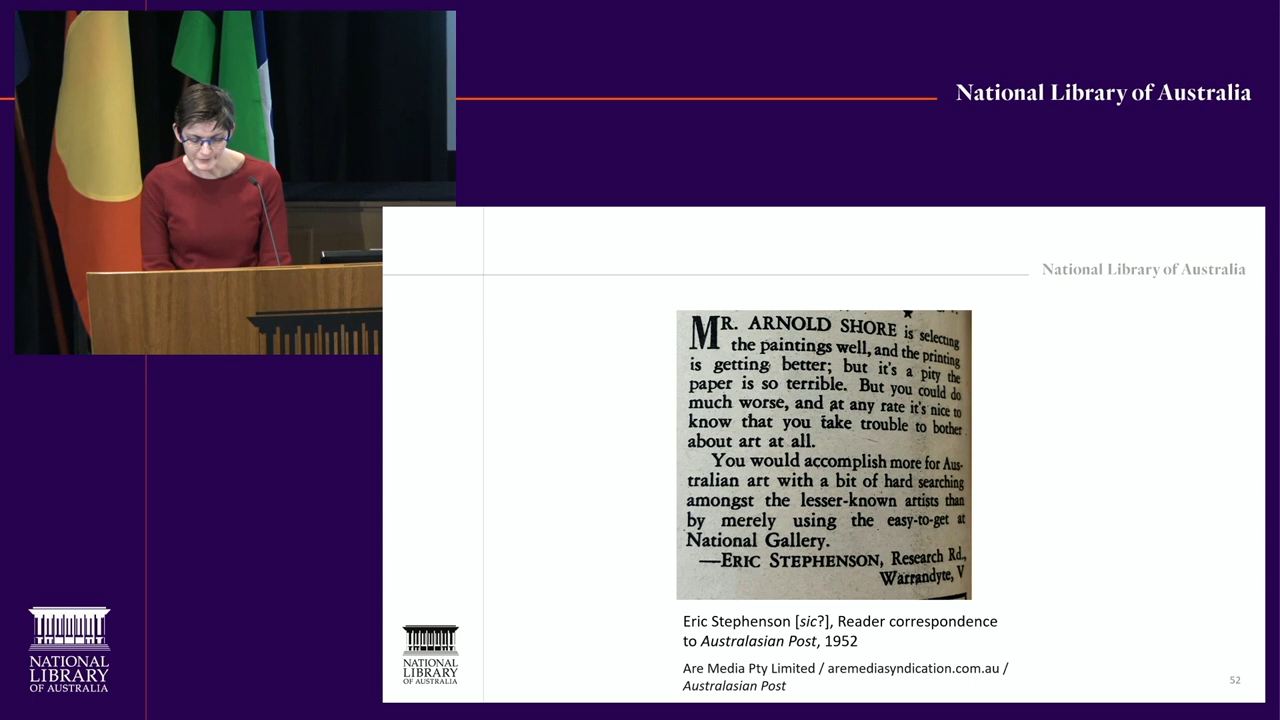 National Library of Australia
National Library of Australia
MR. ARNOLD SHORE is selecting
the paintings well, and the printing
is getting better; but it's a pity the
paper is so terrible. But you could do
much worse, and at any rate it's nice to
know that you take trouble to bother
about art at all.
You would accomplish more for Aus-
tralian art with a bit of hard searching
amongst the lesser-known artists than
by merely using the easy-to-get at
National Gallery.
—ERIC STEPHENSON, Research Rd.,
Warrandyte, V
Eric Stephenson [sic?], Reader correspondence
to Australasian Post, 1952
Are Media Pty Limited / aremediasyndication.com.au /
Australasian Post
52
NATIONAL
LIBRARY
OF AUSTRALIA
NATIONAL
LIBRARY
OF AUSTRALIA